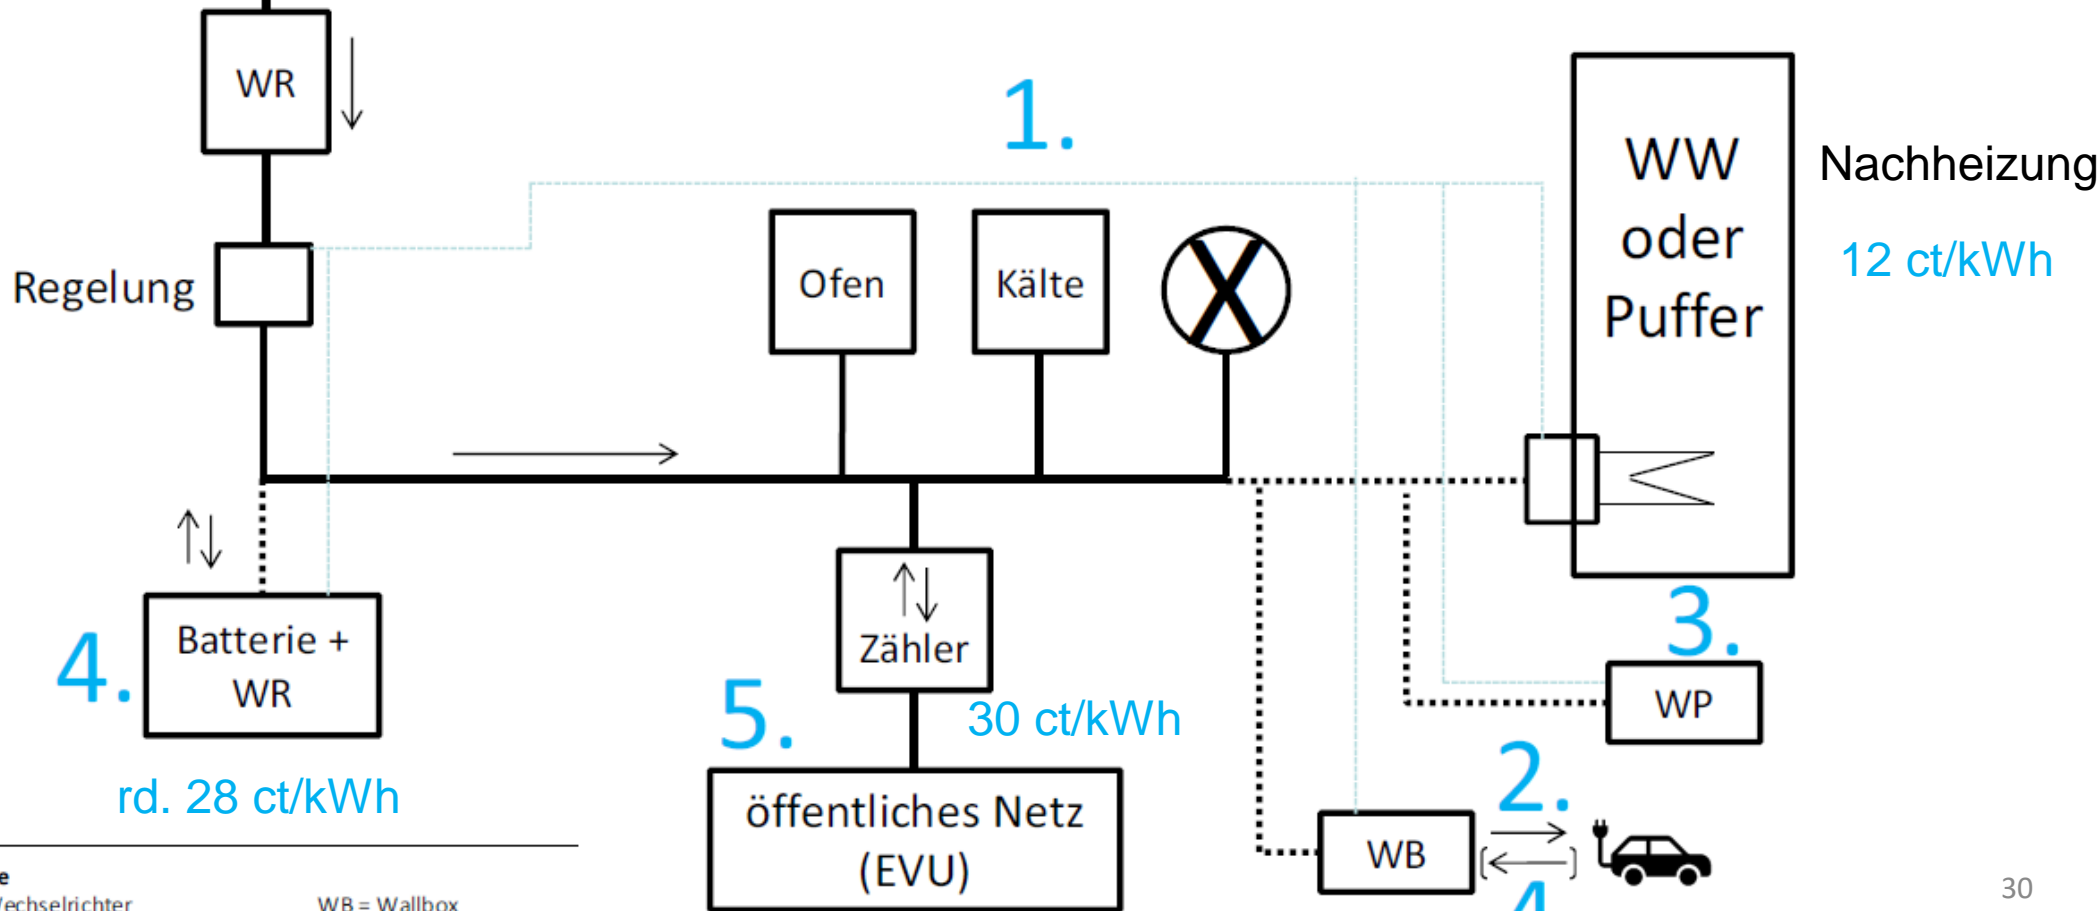 WR
1.
WW
oder
Puffer
Nachheizung
12 ct/kWh
Regelung
Ofen
Kälte
X
4.
Batterie +
WR
rd. 28 ct/kWh
Zähler
5.
30 ct/kWh
öffentliches Netz
(EVU)
3.
WP
2.
WB
WB = Wallbox
30